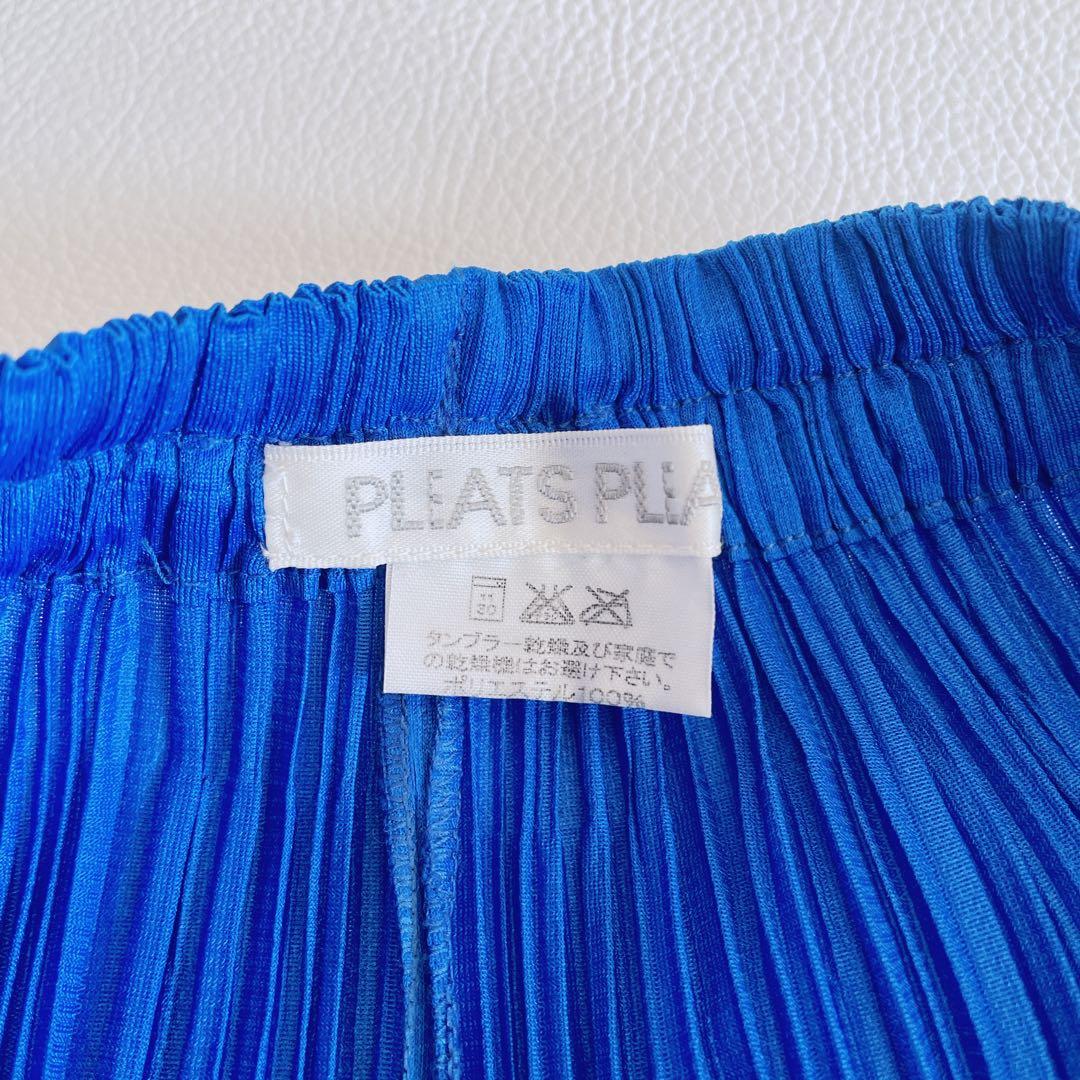 PLEATS PLEA
タンブラー乾燥及び家庭で
の乾燥機はお避け下さい。
ポリエステル100%